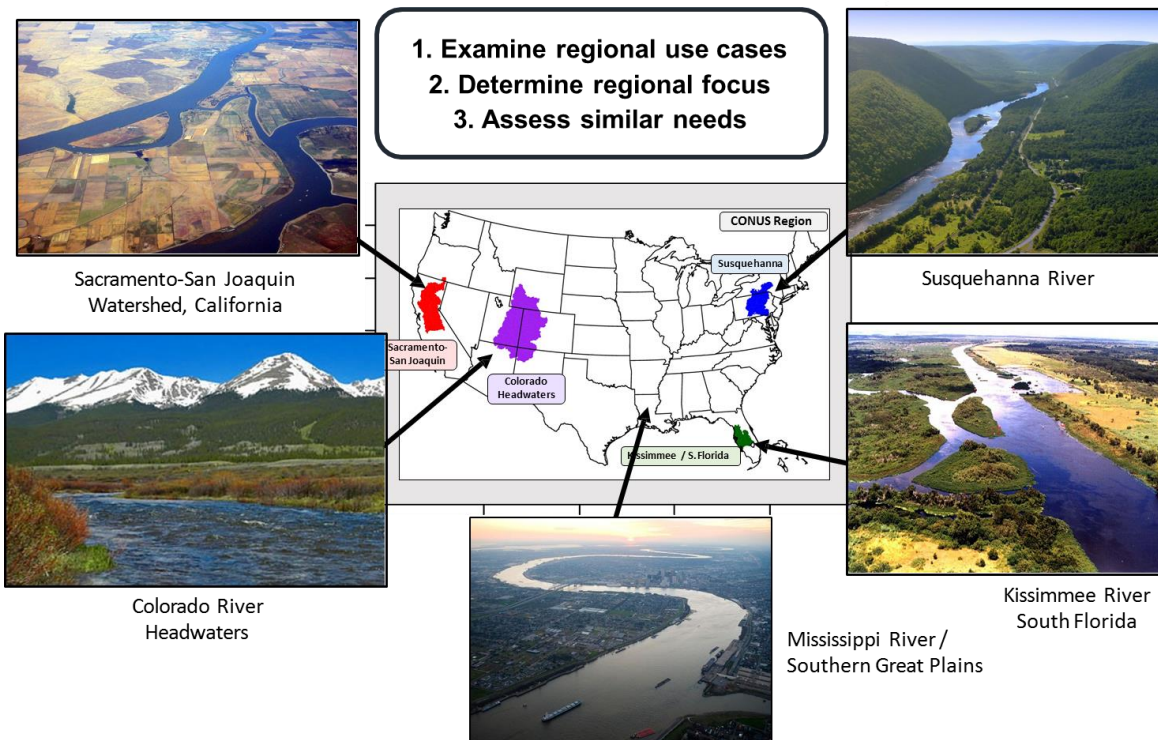 1. Examine regional use cases
2. Determine regional focus
3. Assess similar needs
Sacramento-San Joaquin
Watershed, California
Susquehanna River
CONUS Region
Susquehanna
Sacramento-
San Joaquin
Colorado
Headwaters
Kissimmee / S. Florida
Colorado River
Headwaters
Mississippi River /
Southern Great Plains
Kissimmee River
South Florida